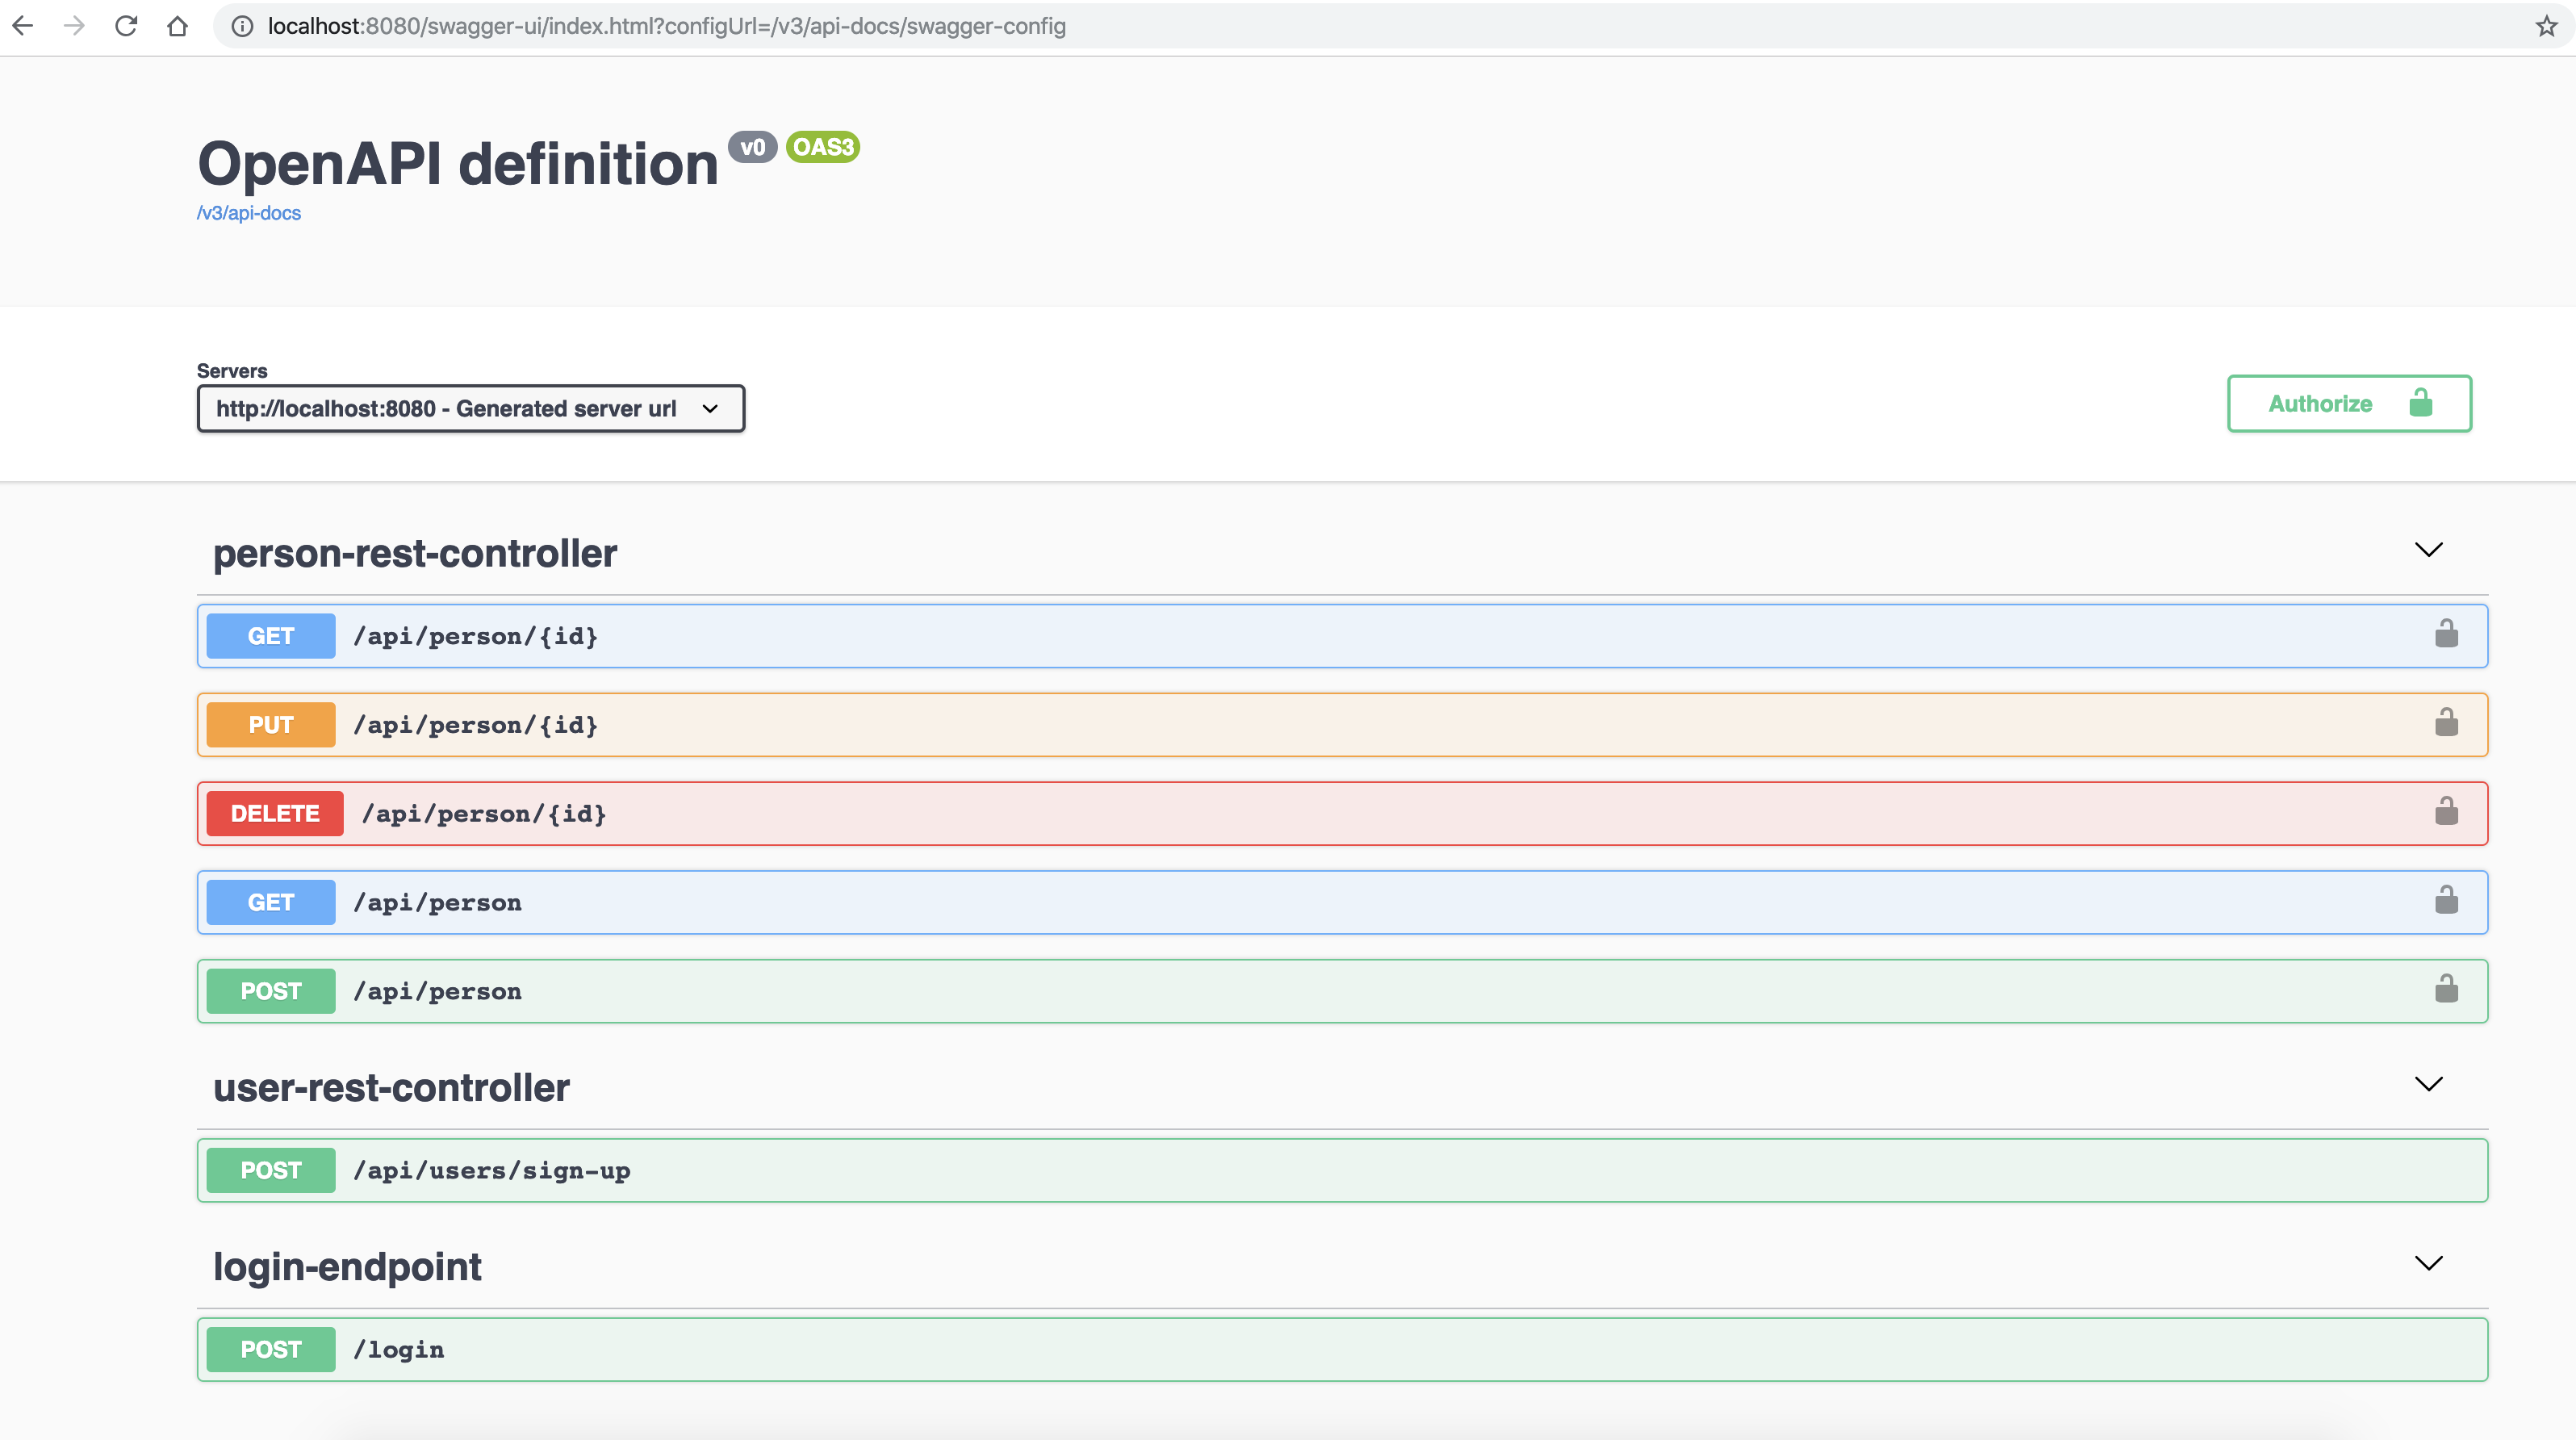 localhost:8080/swagger-ui/index.html?configUrl=/v3/api-docs/swagger-config
OpenAPI definition v0 OAS3
/v3/api-docs
Servers
http://localhost:8080 - Generated server url
Authorize
person-rest-controller
GET /api/person/{id}
PUT /api/person/{id}
DELETE /api/person/{id}
GET /api/person
POST /api/person
user-rest-controller
POST /api/users/sign-up
login-endpoint
POST /login